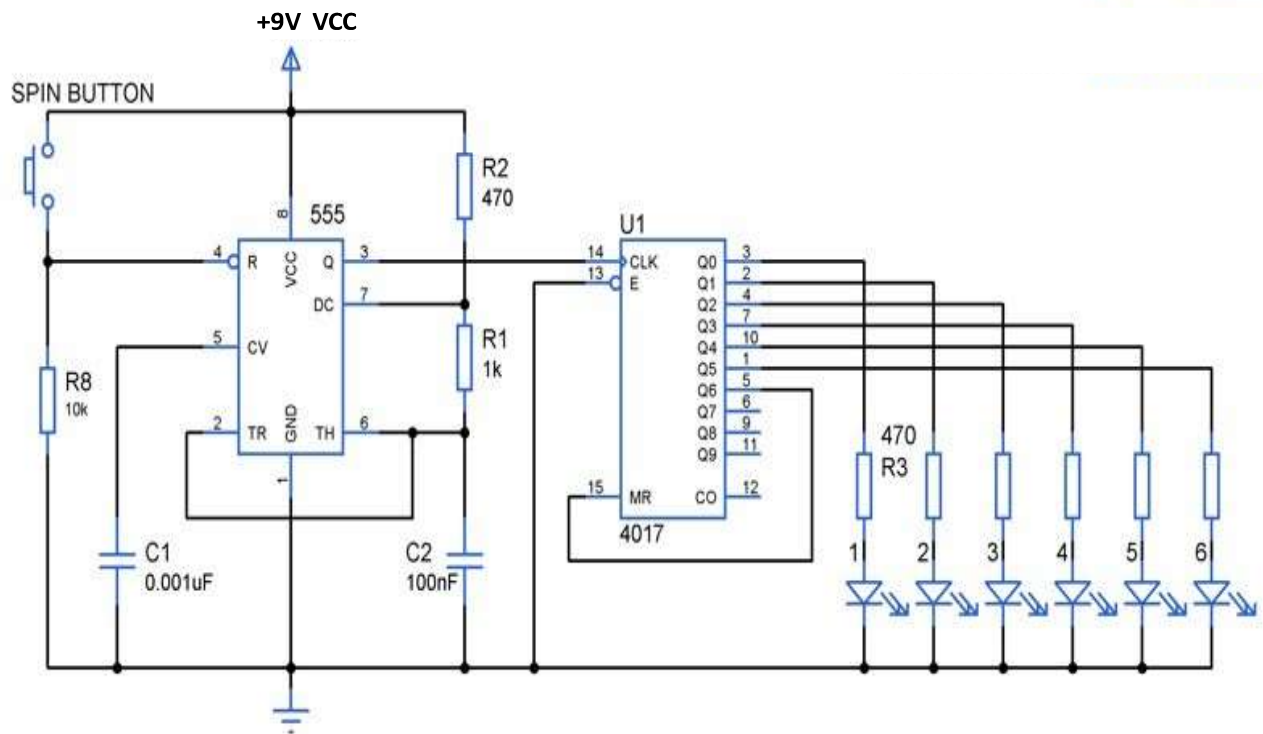 +9V VCC
SPIN BUTTON
R2
470
8
555
U1
4
R
VCC
Q
3
14
CLK
Q0
3
13
E
Q1
2
DC
7
Q2
4
Q3
7
5
CV
R1
1k
Q4
10
Q5
1
R8
10k
Q6
5
Q7
6
2
TR
GND
TH
6
Q8
9
Q9
11
470
R3
1
15
MR
CO
12
4017
C1
0.001uF
C2
100nF
1
2
3
4
5
6